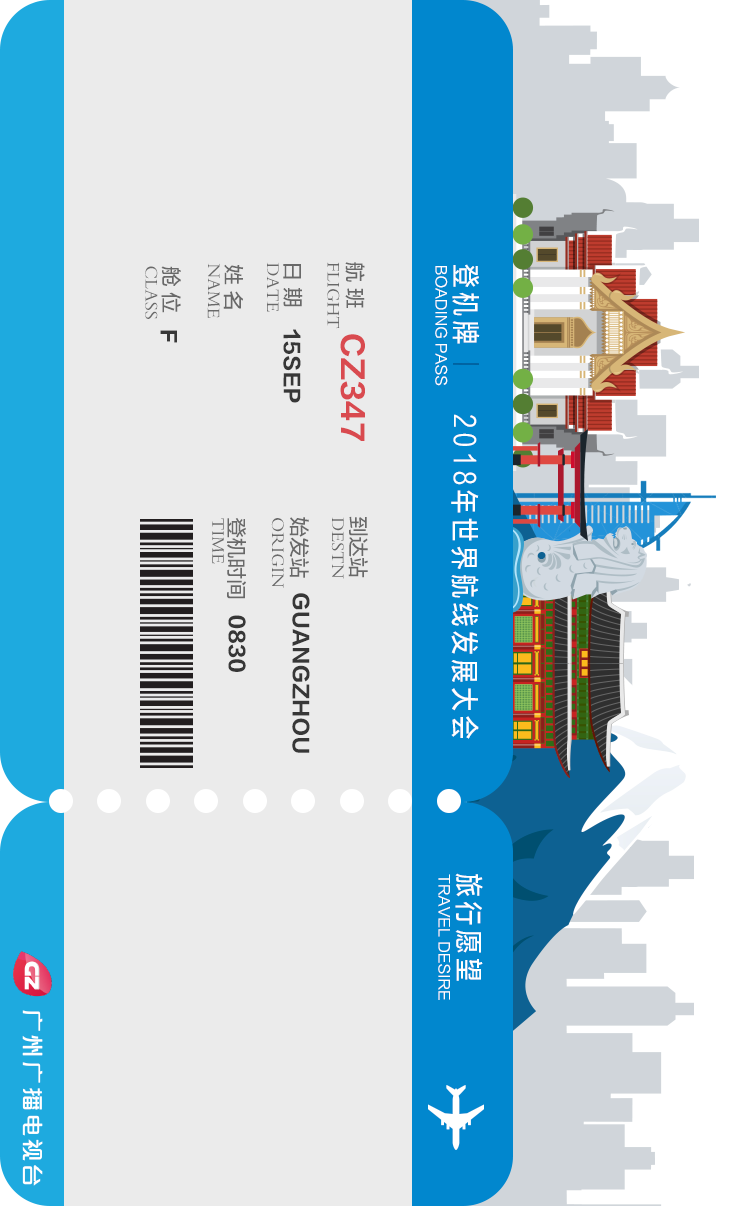 登机牌 | 2018年世界航线发展大会
BOADING PASS
航班 CZ347
FLIGHT
到达站
DESTN
日期 15SEP
DATE
始发站 GUANGZHOU
ORIGIN
姓名
NAME
登机时间 0830
TIME
舱位 F
CLASS
旅行愿望
TRAVEL DESIRE
CZ 广州广播电视台